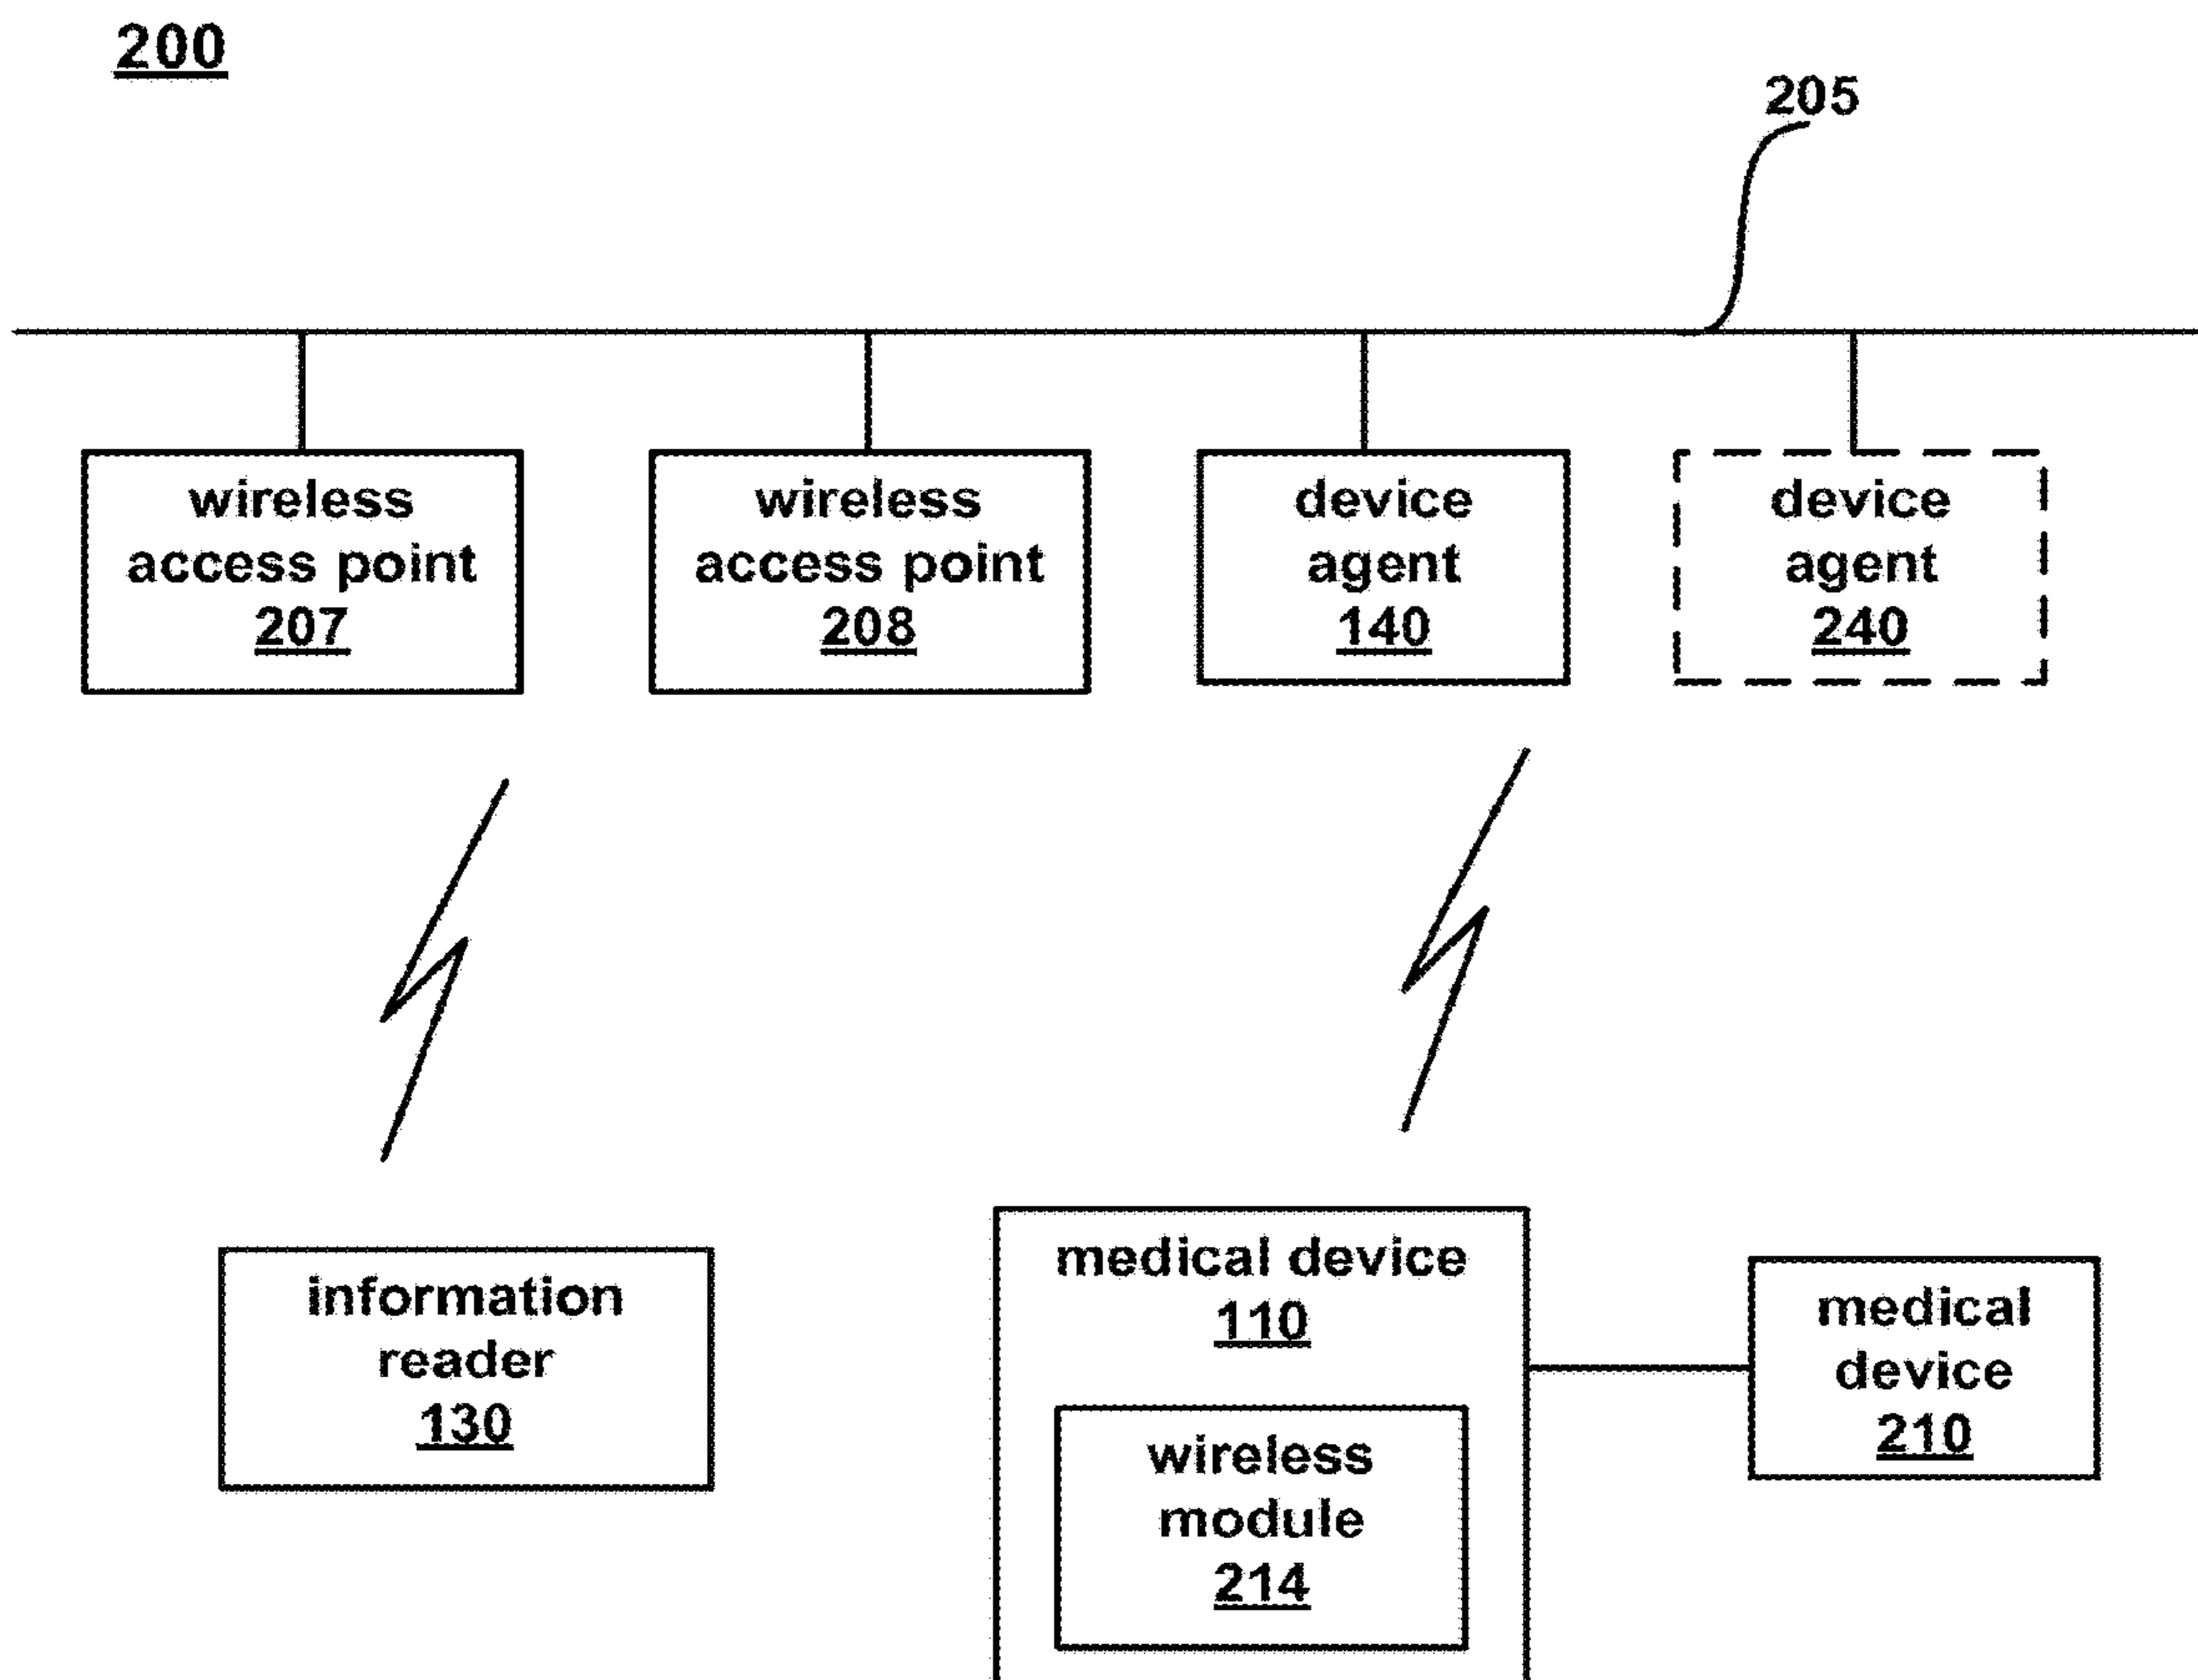 200
205
wireless
access point
207
wireless
access point
208
device
agent
140
device
agent
240
information
reader
130
medical device
110
wireless
module
214
medical
device
210